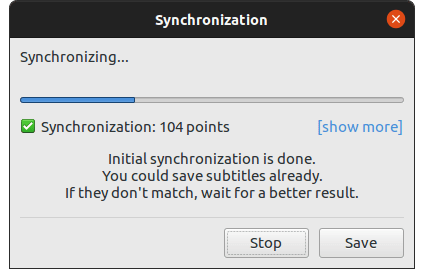 Synchronization
Synchronizing...
Synchronization: 104 points [show more]
Initial synchronization is done.
You could save subtitles already.
If they don't match, wait for a better result.
Stop Save